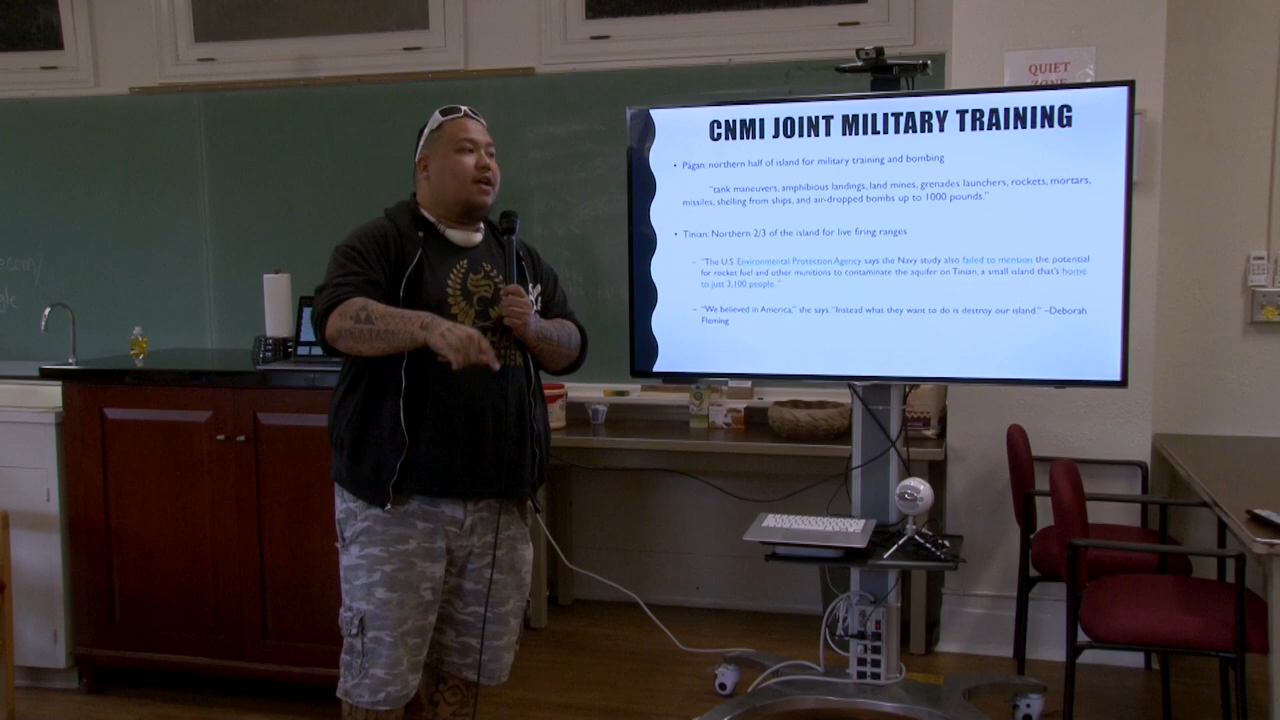 QUIET
ZONE
CNMI JOINT MILITARY TRAINING
• Págan: northern half of island for military training and bombing
"tank maneuvers, amphibious landings, land mines, grenades launchers, rockets, mortars,
missiles, shelling from ships, and air-dropped bombs up to 1000 pounds."
• Tinian: Northern 2/3 of the island for live firing ranges
– "The U.S. Environmental Protection Agency says the Navy study also failed to mention the potential
for rocket fuel and other munitions to contaminate the aquifer on Tinian, a small island that's home
to just 3,100 people. "
– "We believed in America," she says. "Instead what they want to do is destroy our island." –Deborah
Fleming